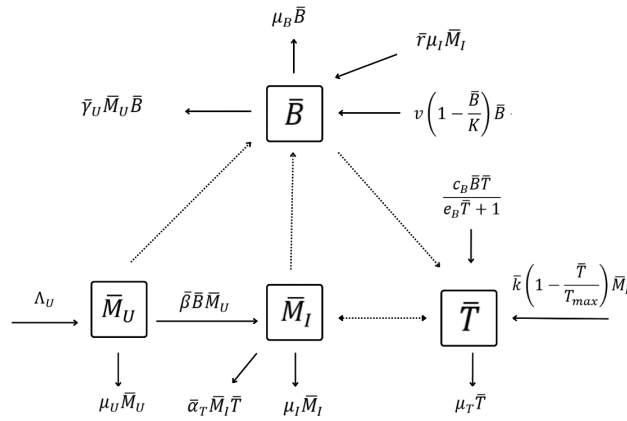 μ_B B̄
r̄μ_I M̄_I
γ̄_U M̄_U B̄
B̄
v(1 − B̄/K) B̄
c_B B̄T̄ / e_B T̄ + 1
k̄(1 − T̄/T_max) M̄_I
Λ_U
M̄_U
β̄B̄M̄_U
M̄_I
T̄
μ_U M̄_U
ᾱ_T M̄_I T̄
μ_I M̄_I
μ_T T̄